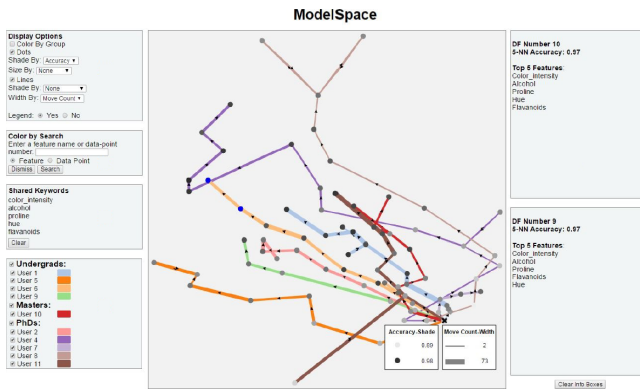 ModelSpace
Display Options
Color By Group
Dots
Shade By: Accuracy
Size By: None
Lines
Shade By: None
Width By: Move Count
Legend: Yes No
Color by Search
Enter a feature name or data-point
number:
Feature Data Point
Dismiss Search
Shared Keywords
color_intensity
alcohol
proline
hue
flavanoids
Clear
Undergrads:
User 1
User 5
User 6
User 9
Masters:
User 10
PhDs:
User 2
User 4
User 7
User 8
User 11
Accuracy-Shade
0.69
0.98
Move Count-Width
2
73
DF Number 10
5-NN Accuracy: 0.97
Top 5 Features:
Color_Intensity
Alcohol
Proline
Hue
Flavanoids
DF Number 9
5-NN Accuracy: 0.97
Top 5 Features:
Color_Intensity
Alcohol
Proline
Flavanoids
Hue
Clear Info Boxes